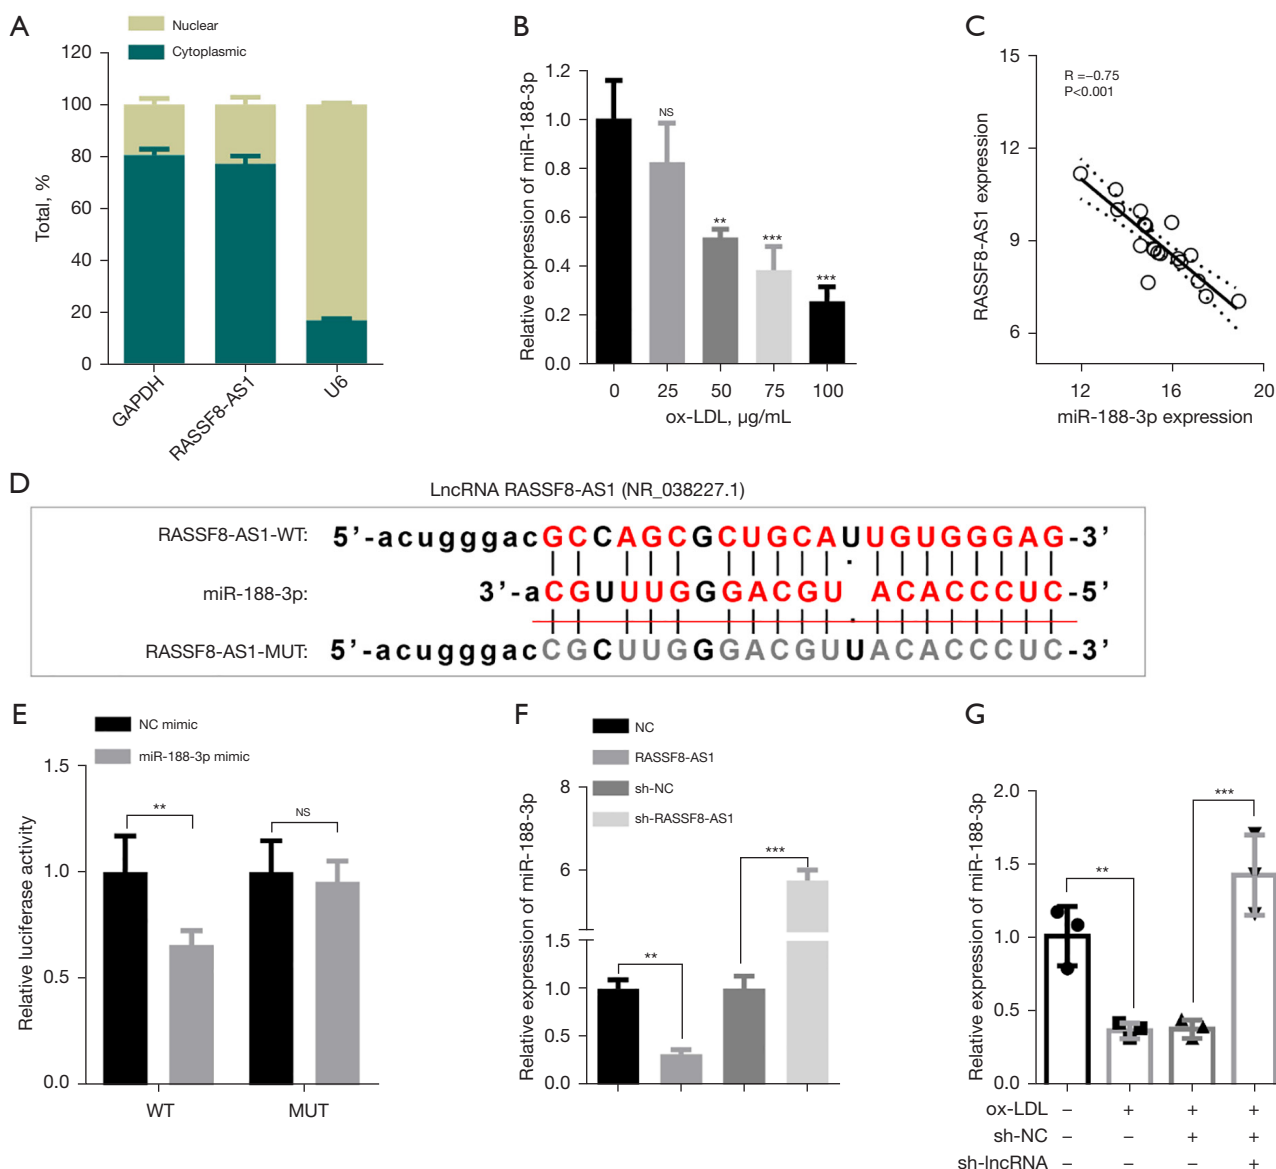 A
Nuclear
Cytoplasmic
Total, %
120
100
80
60
40
20
0
GAPDH
RASSF8-AS1
U6
B
Relative expression of miR-188-3p
1.2
1.0
0.8
0.6
0.4
0.2
0.0
NS
**
***
***
0 25 50 75 100
ox-LDL, µg/mL
C
RASSF8-AS1 expression
15
12
9
6
R =−0.75
P<0.001
12 16 20
miR-188-3p expression
D
LncRNA RASSF8-AS1 (NR_038227.1)
RASSF8-AS1-WT: 5’-acugggacGCCAGCGCUGCAUUGUGGGAG-3’
miR-188-3p: 3’-aCGUUUGGGACGU ACACCCUC-5’
RASSF8-AS1-MUT: 5’-acugggacCGCUUGGGACGUUACACCCUC-3’
E
NC mimic
miR-188-3p mimic
Relative luciferase activity
1.5
1.0
0.5
0.0
**
NS
WT MUT
F
NC
RASSF8-AS1
sh-NC
sh-RASSF8-AS1
Relative expression of miR-188-3p
8
6
1.5
1.0
0.5
0.0
**
***
G
Relative expression of miR-188-3p
2.0
1.5
1.0
0.5
0.0
**
***
ox-LDL − + + +
sh-NC − − + +
sh-lncRNA − − − +